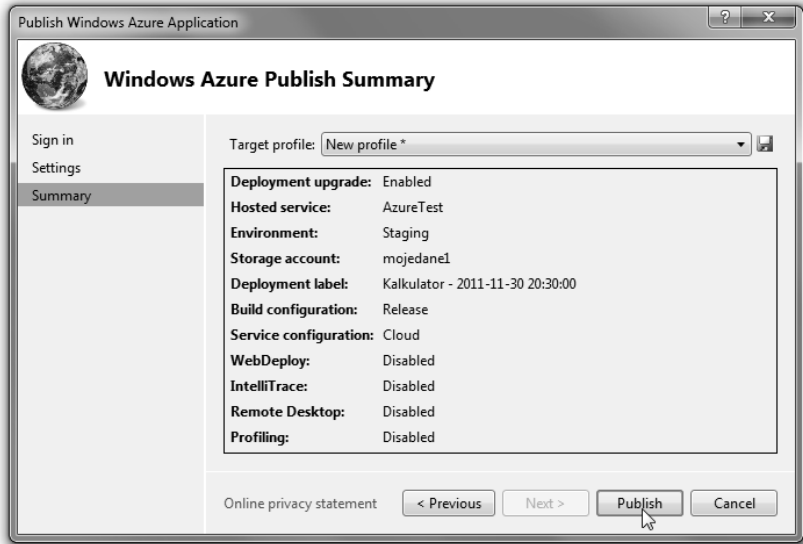 Publish Windows Azure Application
?
Windows Azure Publish Summary
Sign in
Settings
Summary
Target profile: New profile *
Deployment upgrade: Enabled
Hosted service: AzureTest
Environment: Staging
Storage account: mojedane1
Deployment label: Kalkulator - 2011-11-30 20:30:00
Build configuration: Release
Service configuration: Cloud
WebDeploy: Disabled
IntelliTrace: Disabled
Remote Desktop: Disabled
Profiling: Disabled
Online privacy statement < Previous Next > Publish Cancel